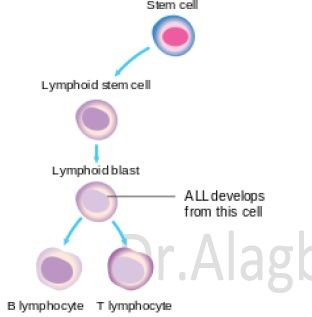 Stem cell
Lymphoid stem cell
Lymphoid blast
ALL develops
from this cell
Dr.Alagb
B lymphocyte T lymphocyte